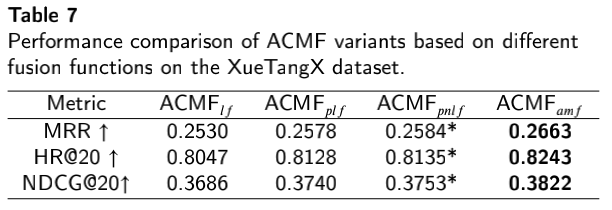 Table 7
Performance comparison of ACMF variants based on different
fusion functions on the XueTangX dataset.
Metric ACMF_lf ACMF_plf ACMF_pnlf ACMF_amf
MRR ↑ 0.2530 0.2578 0.2584* 0.2663
HR@20 ↑ 0.8047 0.8128 0.8135* 0.8243
NDCG@20↑ 0.3686 0.3740 0.3753* 0.3822